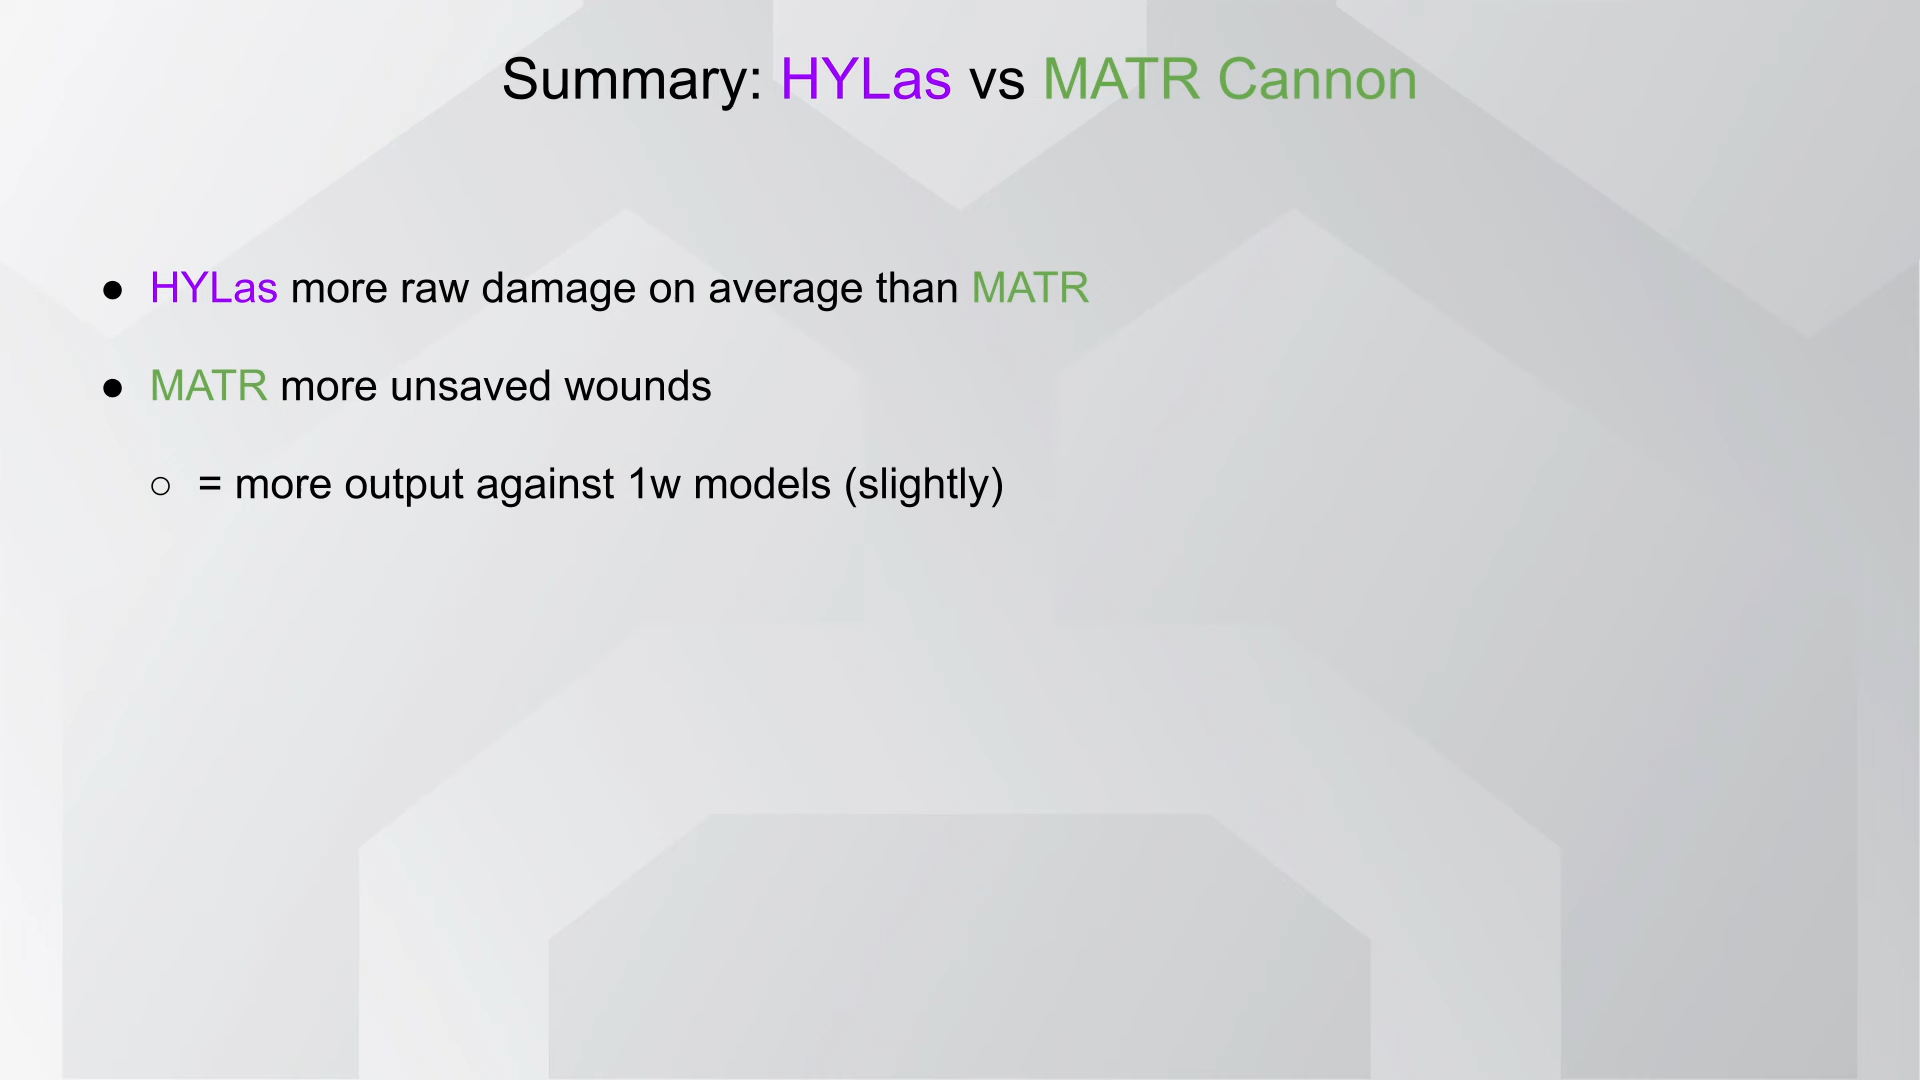 Summary: HYLas vs MATR Cannon
● HYLas more raw damage on average than MATR
● MATR more unsaved wounds
○ = more output against 1w models (slightly)